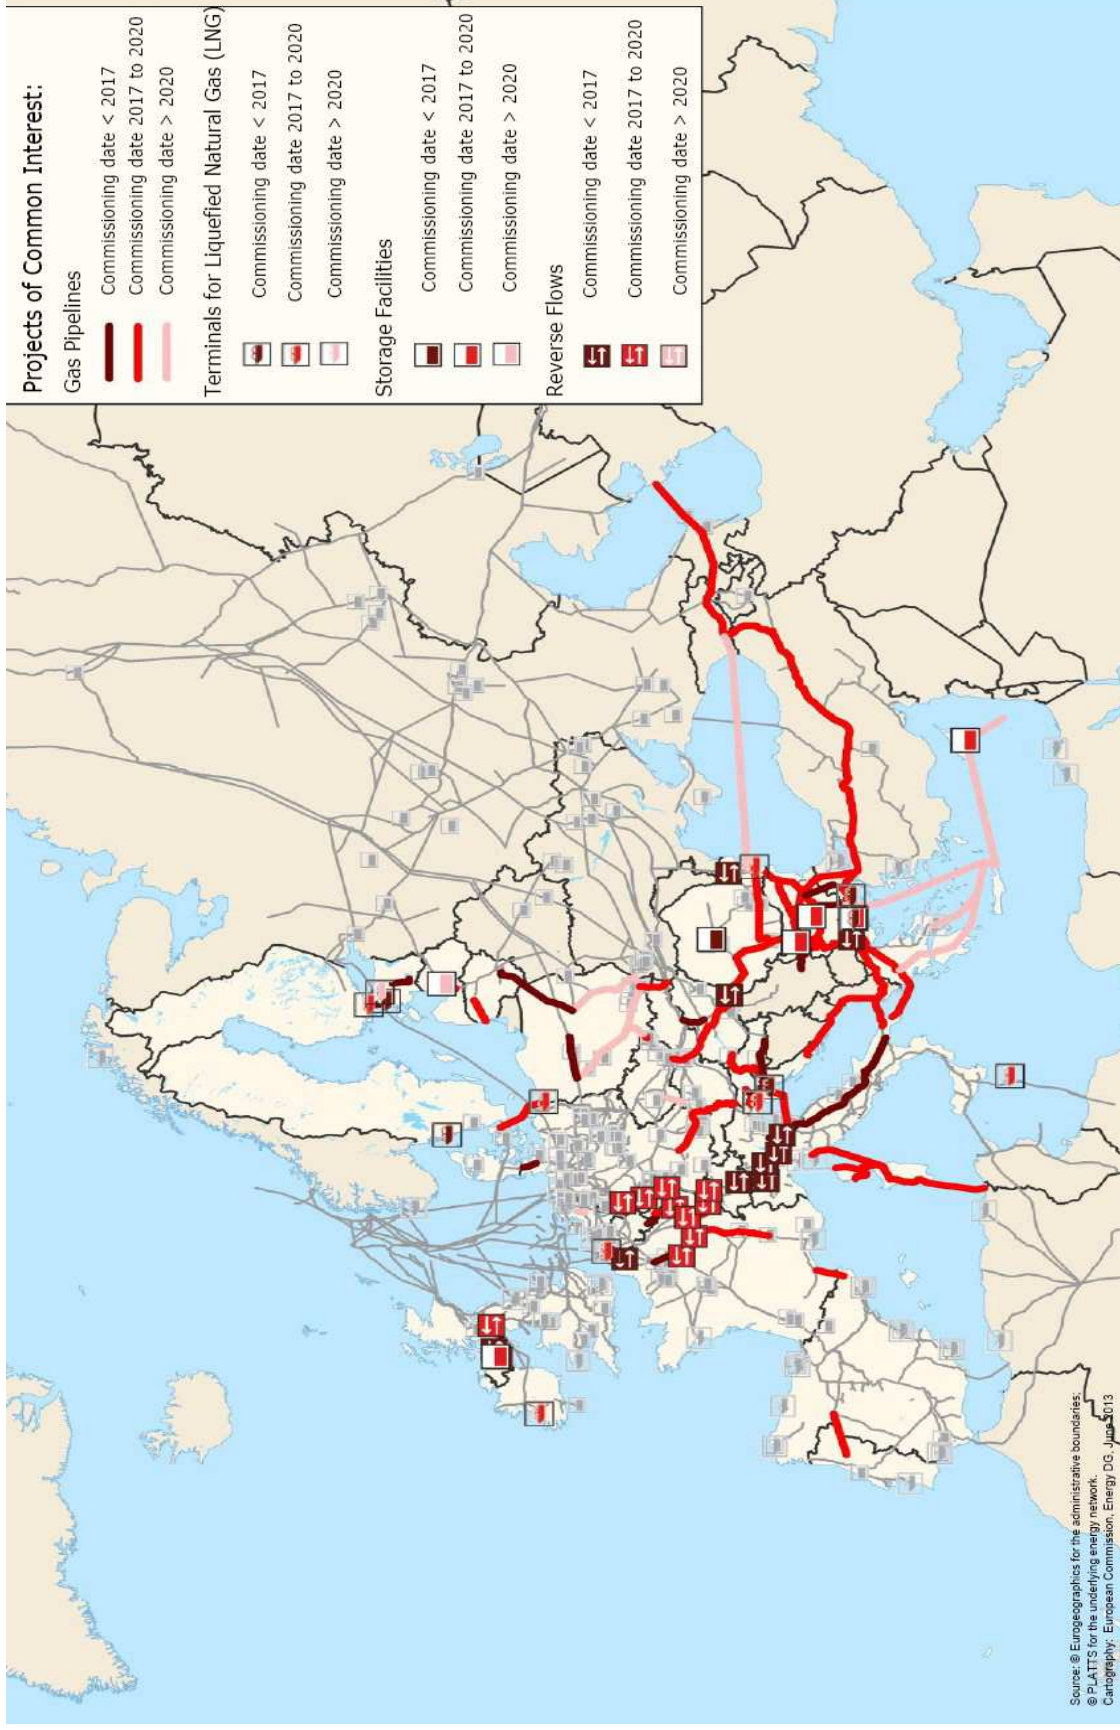 Projects of Common Interest:
Gas Pipelines
Commissioning date < 2017
Commissioning date 2017 to 2020
Commissioning date > 2020
Terminals for Liquefied Natural Gas (LNG)
Commissioning date < 2017
Commissioning date 2017 to 2020
Commissioning date > 2020
Storage Facilities
Commissioning date < 2017
Commissioning date 2017 to 2020
Commissioning date > 2020
Reverse Flows
Commissioning date < 2017
Commissioning date 2017 to 2020
Commissioning date > 2020
Source: © Eurogeographics for the administrative boundaries;
© PLATTS for the underlying energy network.
Cartography: European Commission, Energy DG, June 2013